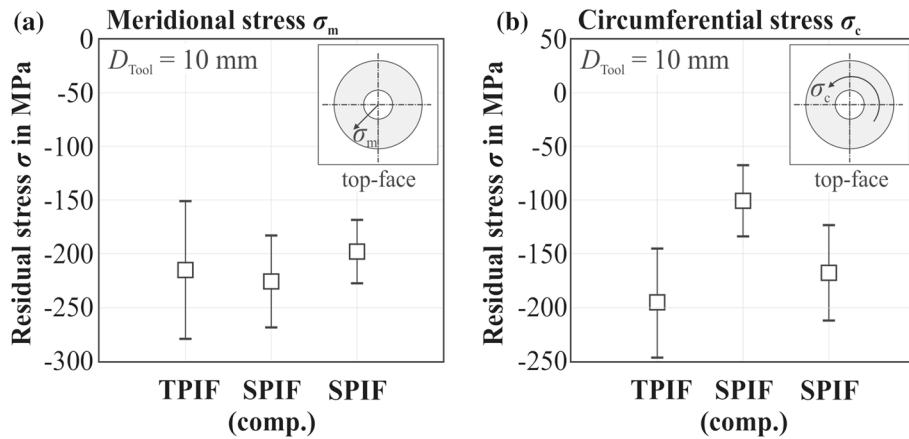 (a) Meridional stress σm
Residual stress σ in MPa
0
-50
-100
-150
-200
-250
-300
DTool = 10 mm
σm
top-face
TPIF SPIF SPIF
(comp.)
(b) Circumferential stress σc
Residual stress σ in MPa
50
0
-50
-100
-150
-200
-250
DTool = 10 mm
σc
top-face
TPIF SPIF SPIF
(comp.)